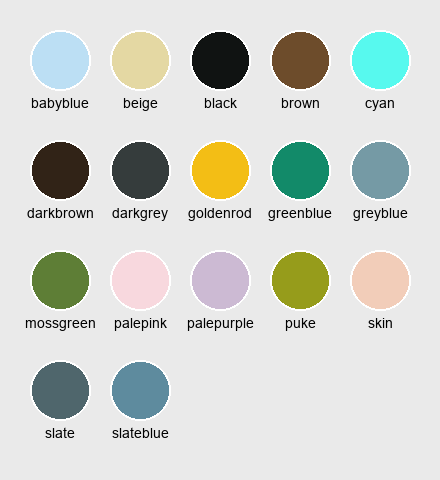 babyblue beige black brown cyan
darkbrown darkgrey goldenrod greenblue greyblue
mossgreen palepink palepurple puke skin
slate slateblue